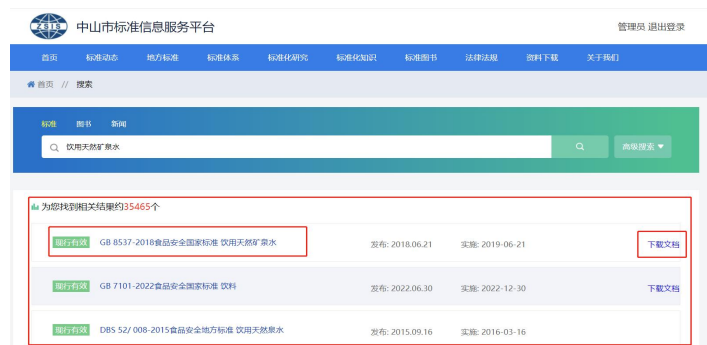 ZSIS 中山市标准信息服务平台 管理员 退出登录
首页 标准动态 地方标准 标准体系 标准化研究 标准化知识 标准图书 法律法规 资料下载 关于我们
首页 // 搜索
标准 图书 新闻
饮用天然矿泉水 高级搜索 ▼
为您找到相关结果约35465个
现行有效 GB 8537-2018食品安全国家标准 饮用天然矿泉水 发布: 2018.06.21 实施: 2019-06-21 下载文档
现行有效 GB 7101-2022食品安全国家标准 饮料 发布: 2022.06.30 实施: 2022-12-30 下载文档
现行有效 DBS 52/ 008-2015食品安全地方标准 饮用天然泉水 发布: 2015.09.16 实施: 2016-03-16